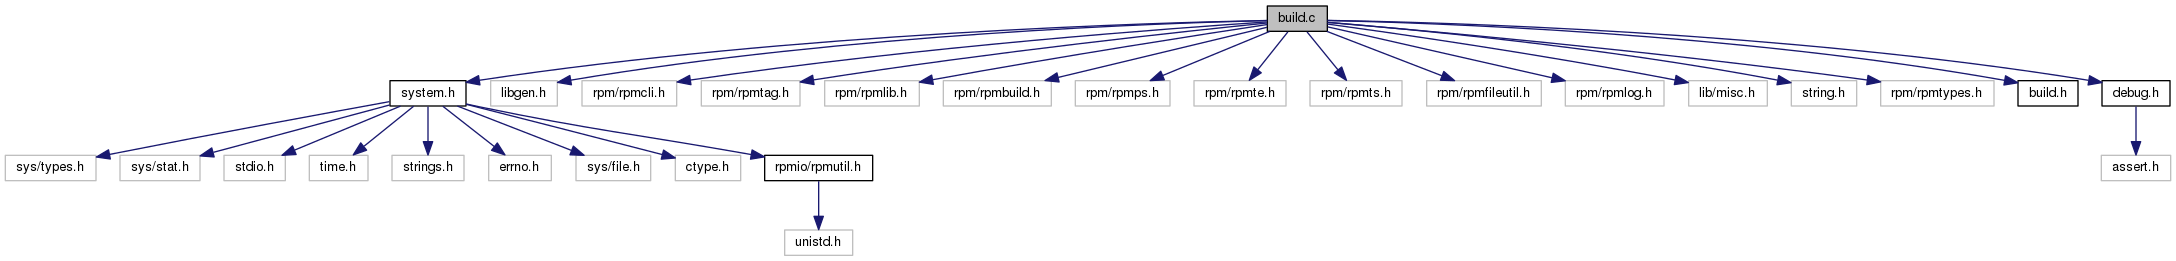 build.c
system.h
libgen.h
rpm/rpmcli.h
rpm/rpmtag.h
rpm/rpmlib.h
rpm/rpmbuild.h
rpm/rpmps.h
rpm/rpmte.h
rpm/rpmts.h
rpm/rpmfileutil.h
rpm/rpmlog.h
lib/misc.h
string.h
rpm/rpmtypes.h
build.h
debug.h
sys/types.h
sys/stat.h
stdio.h
time.h
strings.h
errno.h
sys/file.h
ctype.h
rpmio/rpmutil.h
assert.h
unistd.h